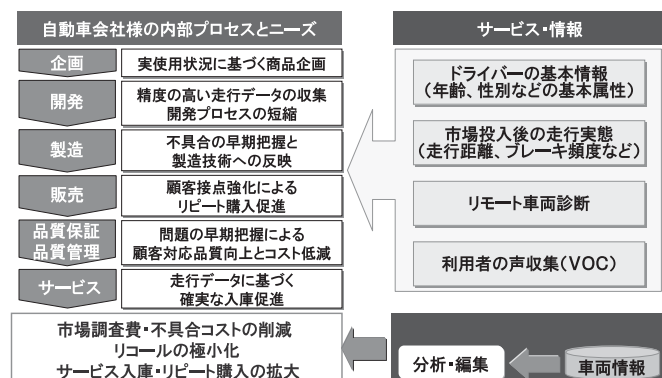 自動車会社様の内部プロセスとニーズ
企画
実使用状況に基づく商品企画
開発
精度の高い走行データの収集
開発プロセスの短縮
製造
不具合の早期把握と
製造技術への反映
販売
顧客接点強化による
リピート購入促進
品質保証
品質管理
問題の早期把握による
顧客対応品質向上とコスト低減
サービス
走行データに基づく
確実な入庫促進
市場調査費・不具合コストの削減
リコールの極小化
サービス入庫・リピート購入の拡大
サービス・情報
ドライバーの基本情報
(年齢、性別などの基本属性)
市場投入後の走行実態
(走行距離、ブレーキ頻度など)
リモート車両診断
利用者の声収集(VOC)
分析・編集
車両情報